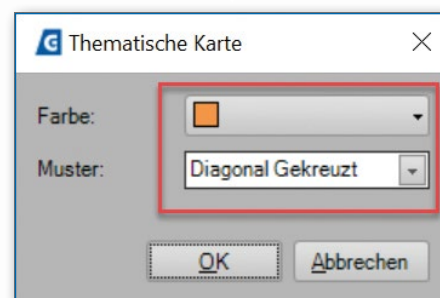 Thematische Karte
Farbe:
Muster: Diagonal Gekreuzt
OK Abbrechen